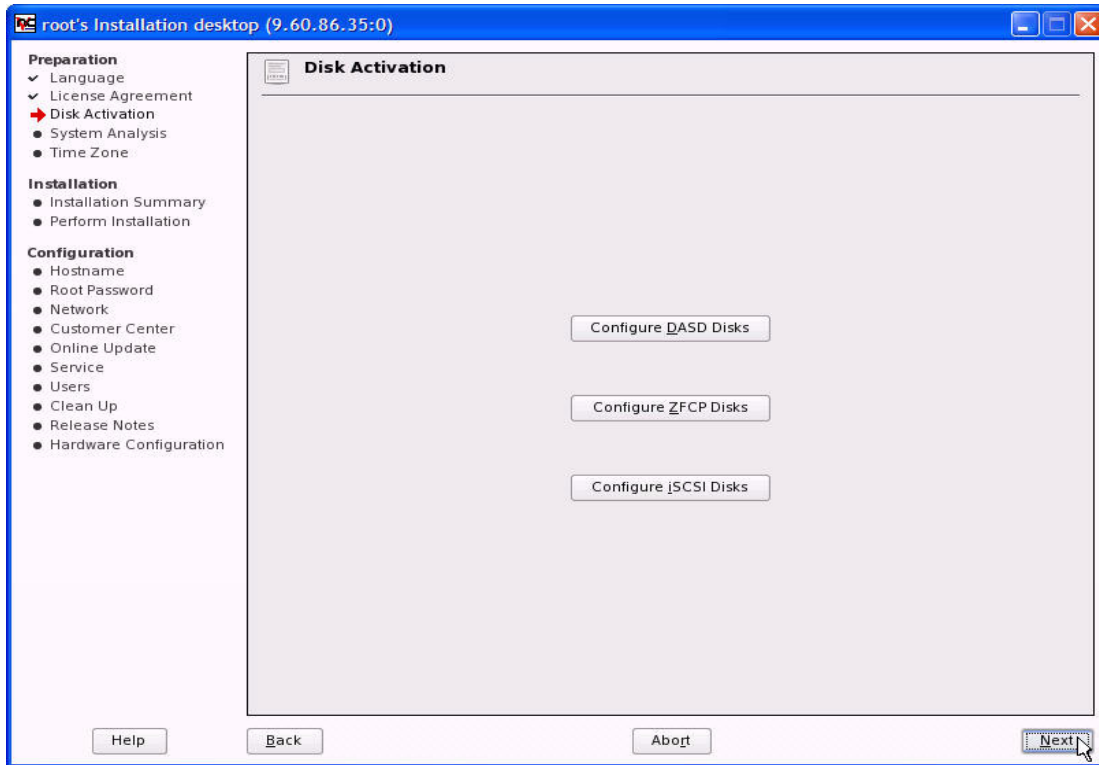 root's Installation desktop (9.60.86.35:0)
Preparation
Language
License Agreement
Disk Activation
System Analysis
Time Zone
Installation
Installation Summary
Perform Installation
Configuration
Hostname
Root Password
Network
Customer Center
Online Update
Service
Users
Clean Up
Release Notes
Hardware Configuration
Disk Activation
Configure DASD Disks
Configure ZFCP Disks
Configure iSCSI Disks
Help
Back
Abort
Next